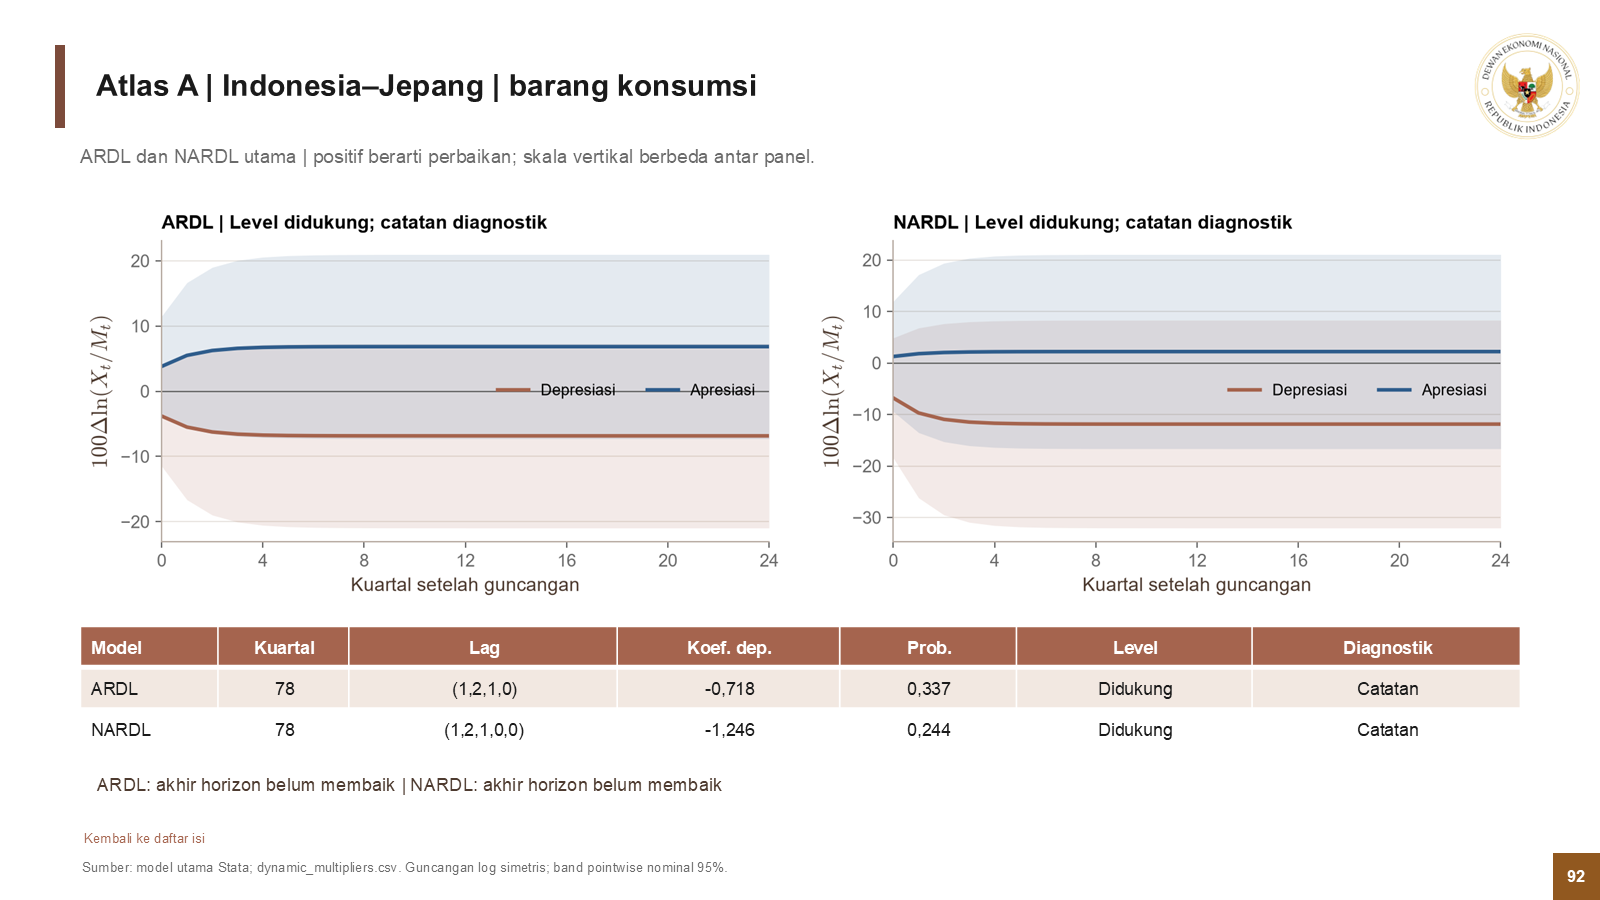 Atlas A | Indonesia–Jepang | barang konsumsi
DEWAN EKONOMI NASIONAL
REPUBLIK INDONESIA
ARDL dan NARDL utama | positif berarti perbaikan; skala vertikal berbeda antar panel.
ARDL | Level didukung; catatan diagnostik
20
10
0
−10
−20
100Δln(Xₜ/Mₜ)
Depresiasi
Apresiasi
0 4 8 12 16 20 24
Kuartal setelah guncangan
NARDL | Level didukung; catatan diagnostik
20
10
0
−10
−20
−30
100Δln(Xₜ/Mₜ)
Depresiasi
Apresiasi
0 4 8 12 16 20 24
Kuartal setelah guncangan
Model Kuartal Lag Koef. dep. Prob. Level Diagnostik
ARDL 78 (1,2,1,0) -0,718 0,337 Didukung Catatan
NARDL 78 (1,2,1,0,0) -1,246 0,244 Didukung Catatan
ARDL: akhir horizon belum membaik | NARDL: akhir horizon belum membaik
Kembali ke daftar isi
Sumber: model utama Stata; dynamic_multipliers.csv. Guncangan log simetris; band pointwise nominal 95%.
92